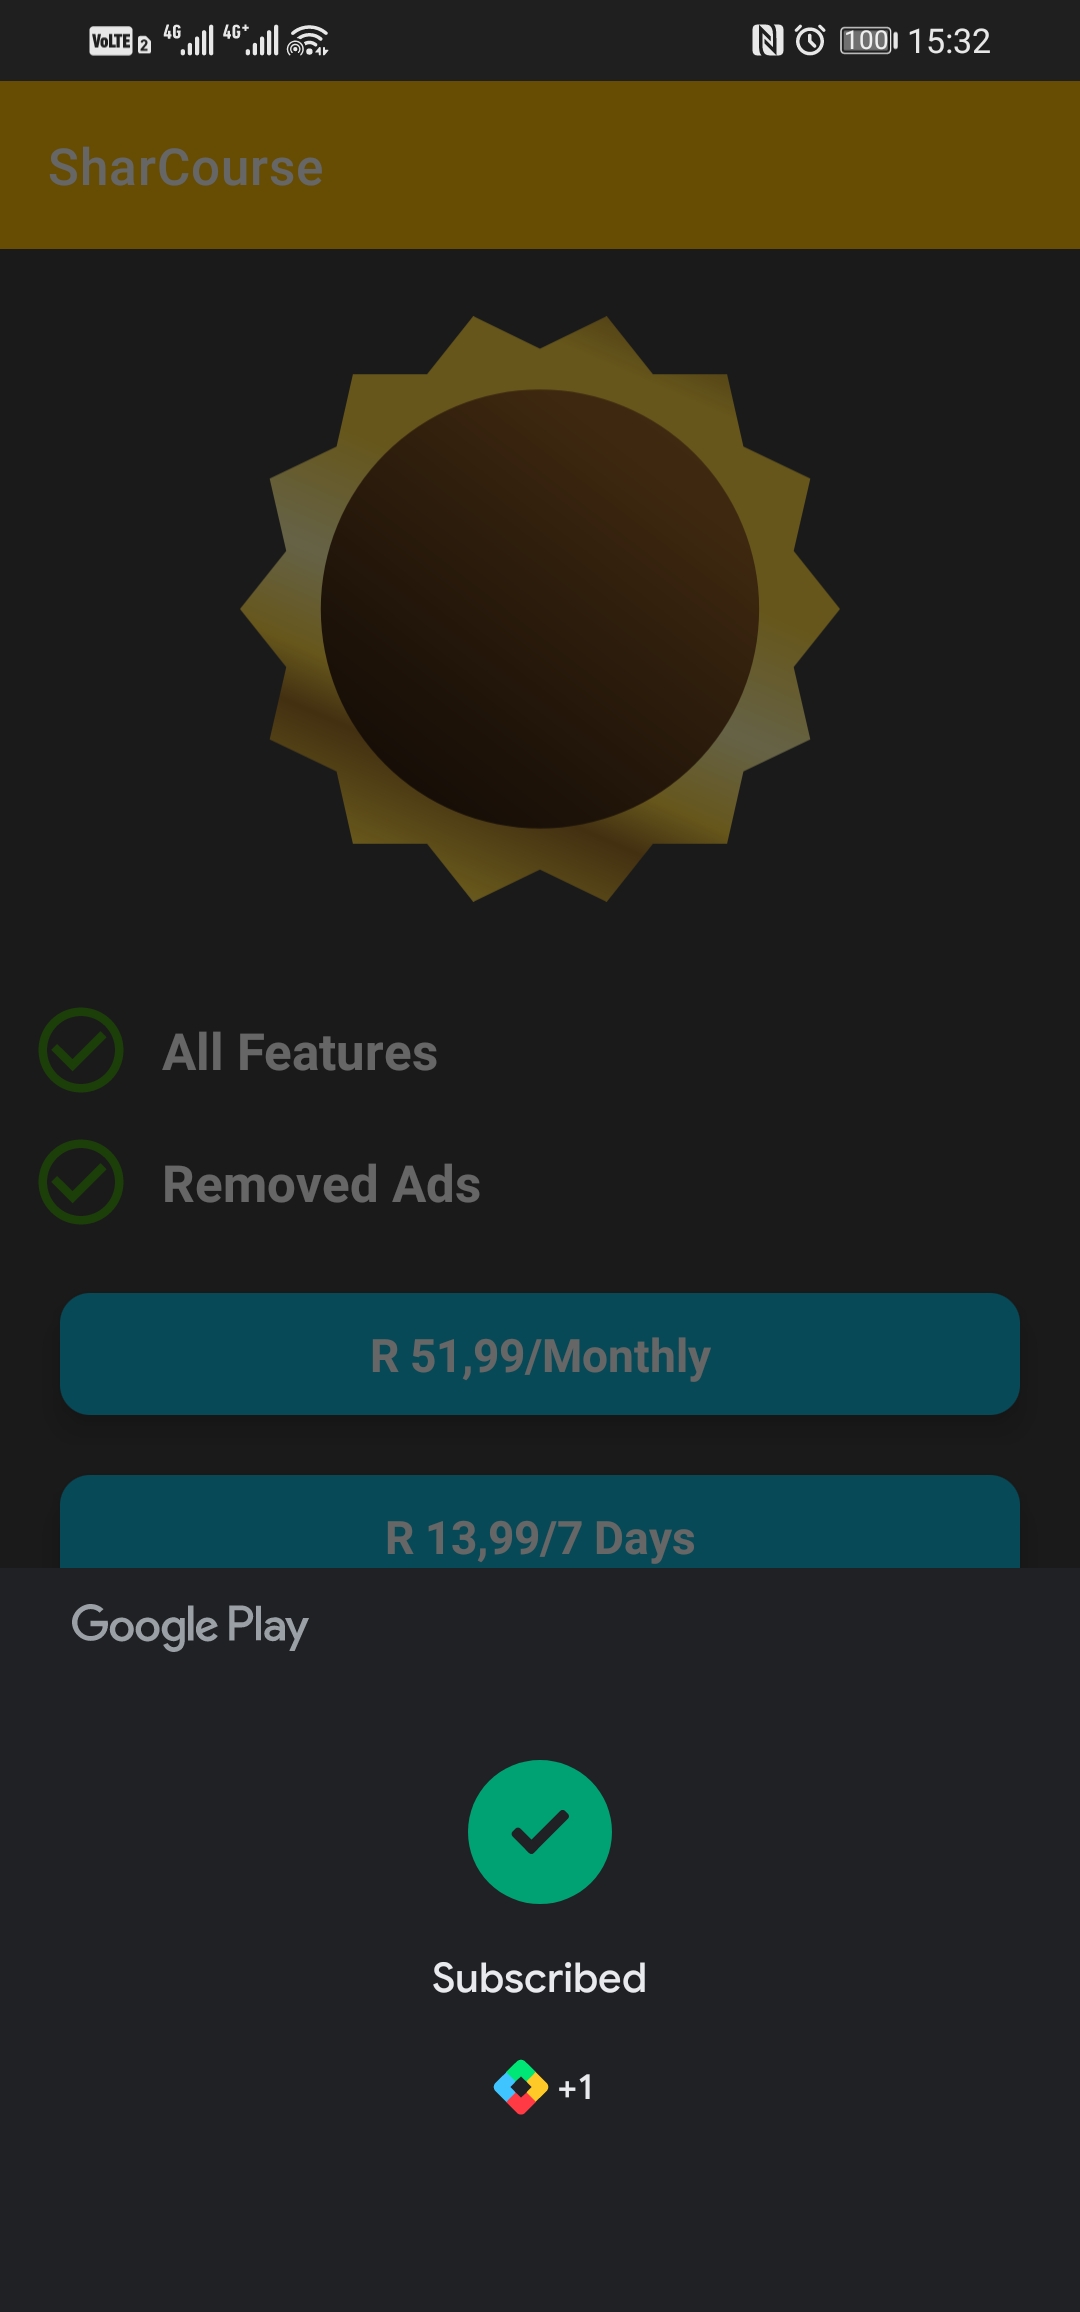 VoLTE 2 4G 4G+ 100 15:32
SharCourse
All Features
Removed Ads
R 51,99/Monthly
R 13,99/7 Days
Google Play
Subscribed
+1